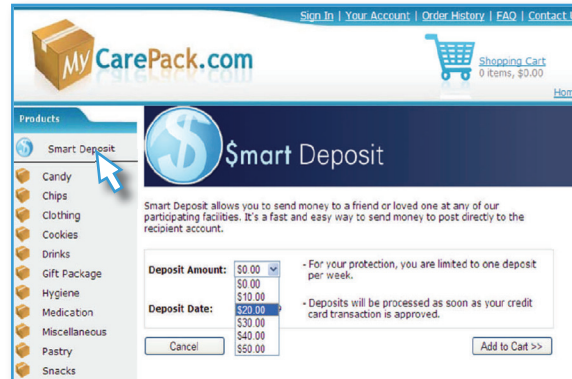 Sign In | Your Account | Order History | FAQ | Contact
My CarePack.com
Shopping Cart
0 items, $0.00
Products
Smart Deposit
Candy
Chips
Clothing
Cookies
Drinks
Gift Package
Hygiene
Medication
Miscellaneous
Pastry
Snacks
$mart Deposit
Smart Deposit allows you to send money to a friend or loved one at any of our
participating facilities. It's a fast and easy way to send money to post directly to the
recipient account.
Deposit Amount: $0.00
$0.00
$10.00
$20.00
$30.00
$40.00
$50.00
- For your protection, you are limited to one deposit
per week.
Deposit Date:
- Deposits will be processed as soon as your credit
card transaction is approved.
Cancel
Add to Cart >>